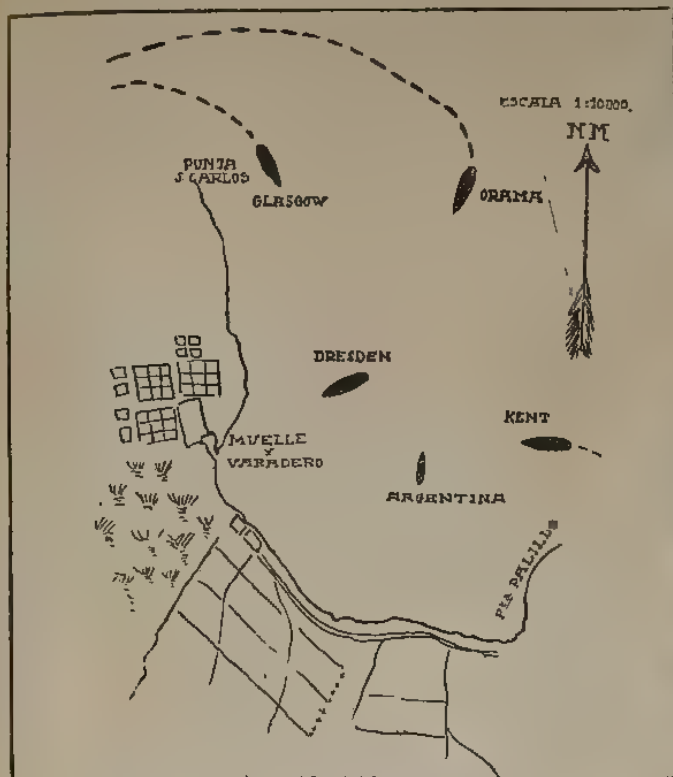 ESCALA 1:10000.
NM
PUNTA
S. CARLOS
GLASGOW
ORAMA
DRESDEN
KENT
MUELLE
Y
VARADERO
ARGENTINA
PTA PALILLO